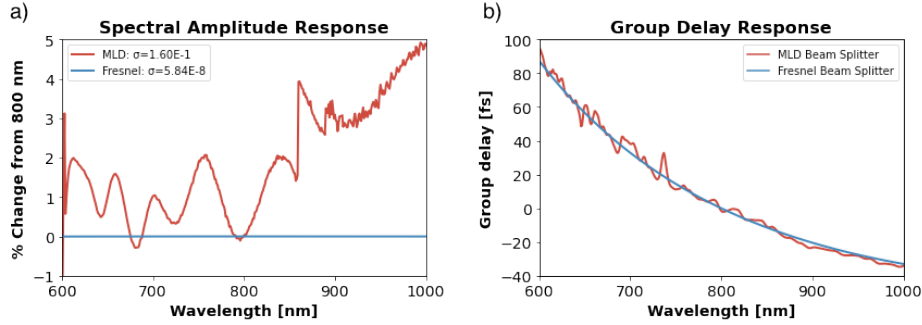 a)
Spectral Amplitude Response
MLD: σ=1.60E-1
Fresnel: σ=5.84E-8
% Change from 800 nm
5
4
3
2
1
0
−1
600 700 800 900 1000
Wavelength [nm]
b)
Group Delay Response
MLD Beam Splitter
Fresnel Beam Splitter
Group delay [fs]
100
80
60
40
20
0
−20
−40
600 700 800 900 1000
Wavelength [nm]